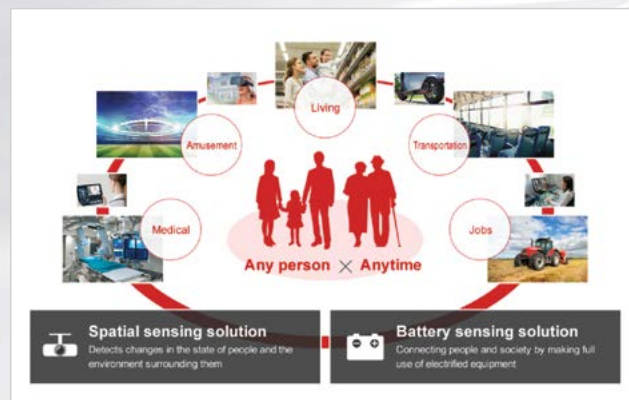 Living
Amusement
Transportation
Medical
Jobs
Any person × Anytime
Spatial sensing solution
Detects changes in the state of people and the
environment surrounding them
Battery sensing solution
Connecting people and society by making full
use of electrified equipment